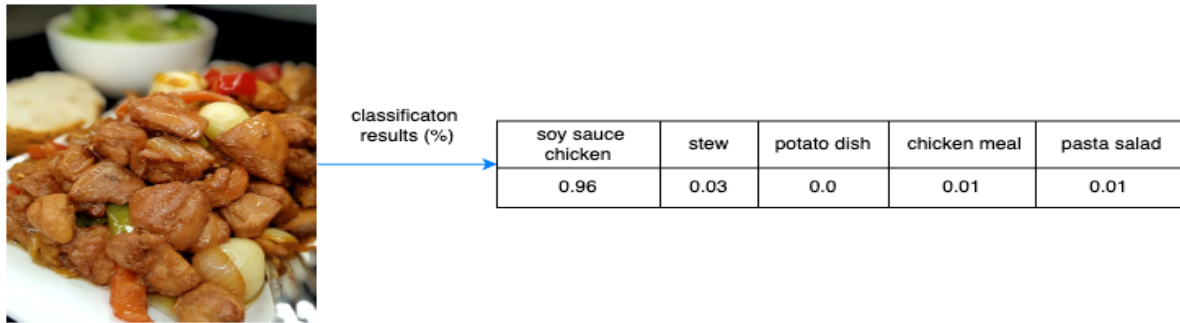 classificaton
results (%)
soy sauce
chicken
stew
potato dish
chicken meal
pasta salad
0.96
0.03
0.0
0.01
0.01